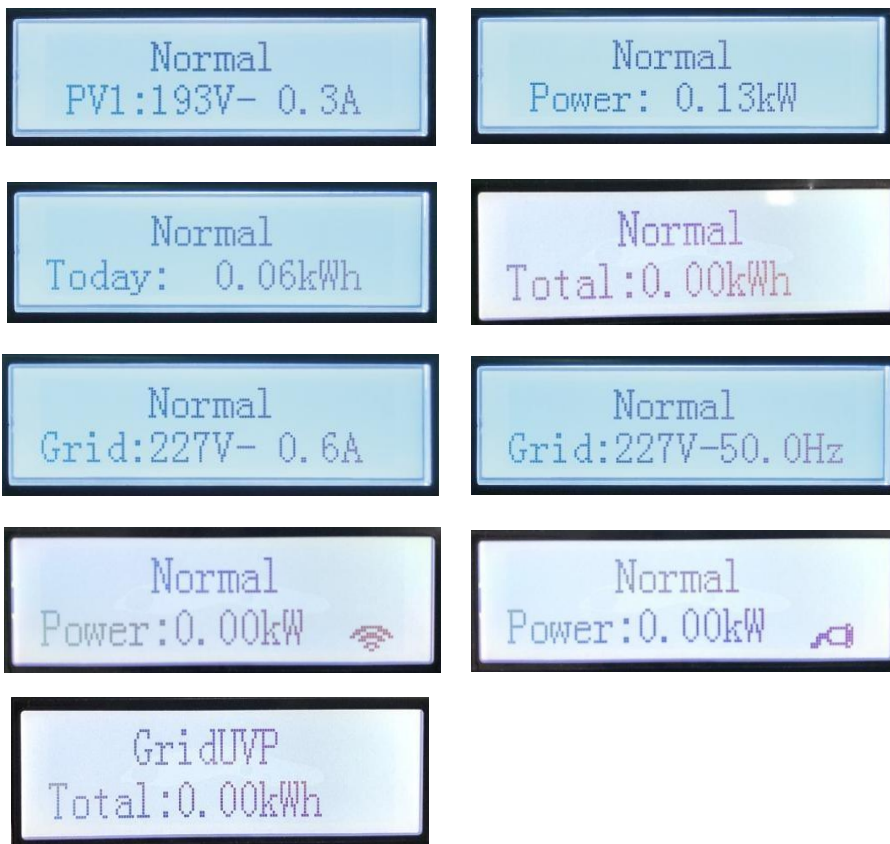 Normal
PV1:193V- 0.3A
Normal
Power: 0.13kW
Normal
Today: 0.06kWh
Normal
Total:0.00kWh
Normal
Grid:227V- 0.6A
Normal
Grid:227V-50.0Hz
Normal
Power:0.00kW
Normal
Power:0.00kW
GridUVP
Total:0.00kWh